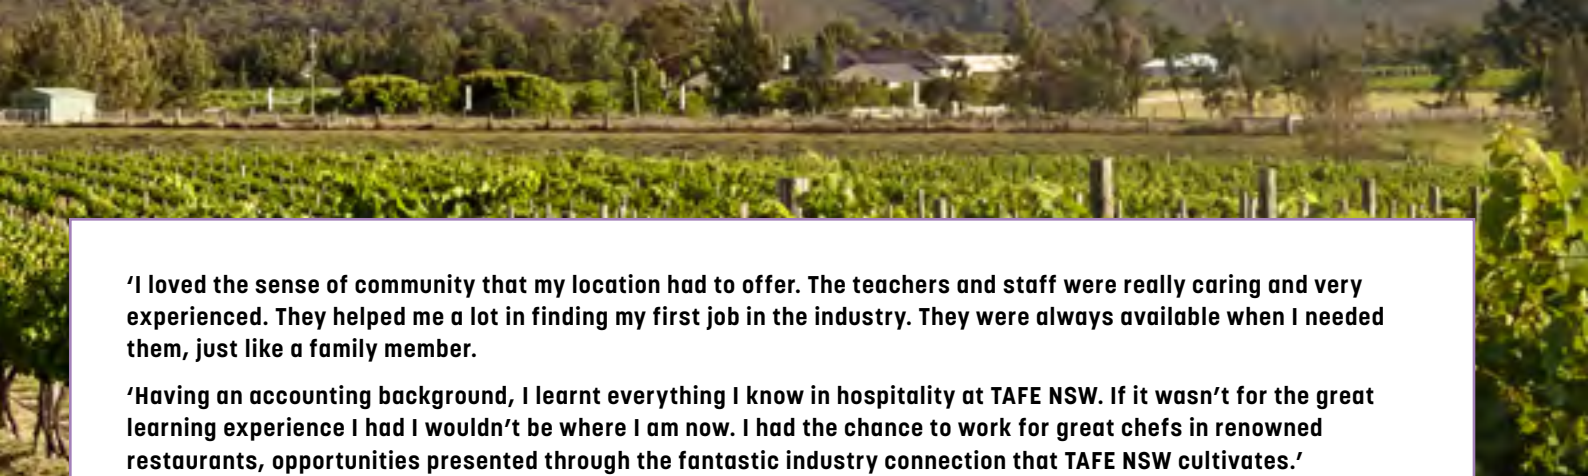 ‘I loved the sense of community that my location had to offer. The teachers and staff were really caring and very
experienced. They helped me a lot in finding my first job in the industry. They were always available when I needed
them, just like a family member.
‘Having an accounting background, I learnt everything I know in hospitality at TAFE NSW. If it wasn’t for the great
learning experience I had I wouldn’t be where I am now. I had the chance to work for great chefs in renowned
restaurants, opportunities presented through the fantastic industry connection that TAFE NSW cultivates.’